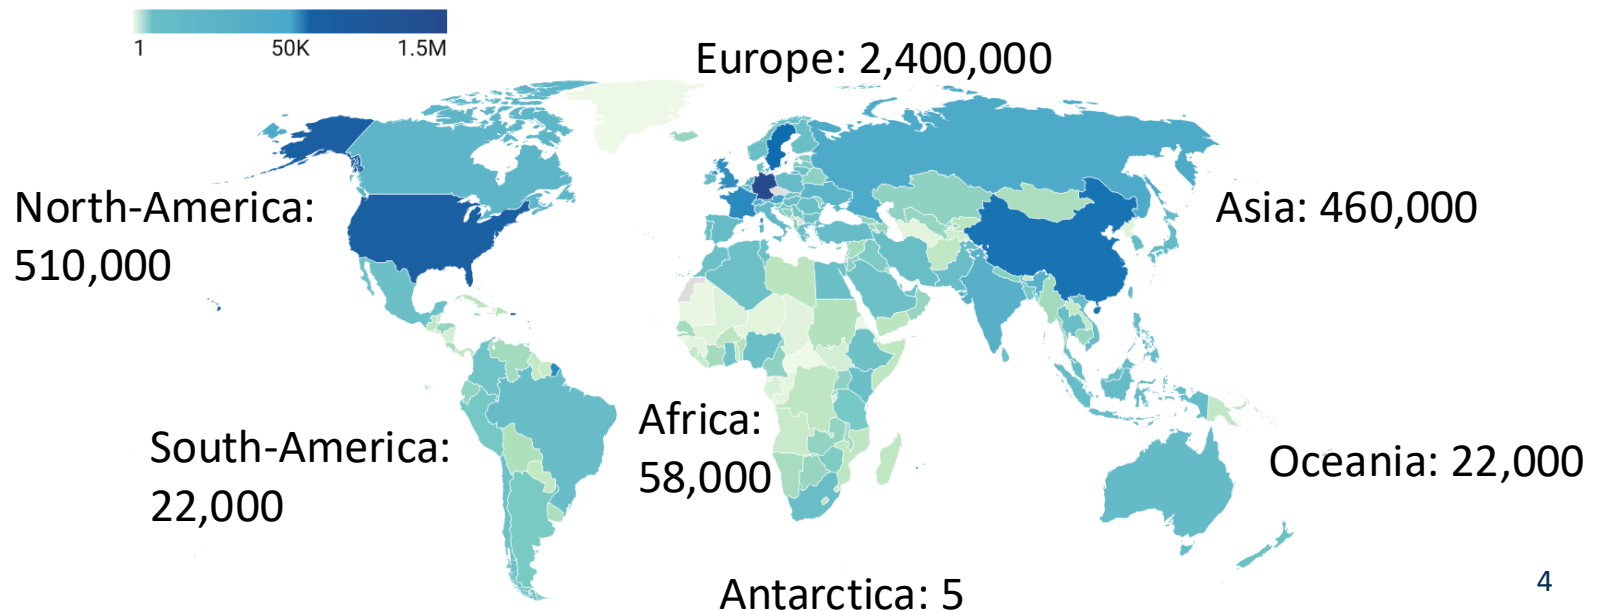 1 50K 1.5M
Europe: 2,400,000
North-America:
510,000
Asia: 460,000
South-America:
22,000
Africa:
58,000
Oceania: 22,000
Antarctica: 5
4